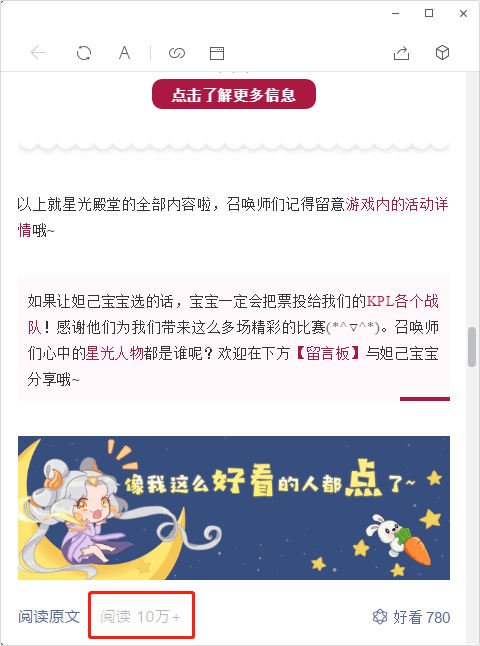 A
点击了解更多信息
以上就星光殿堂的全部内容啦，召唤师们记得留意游戏内的活动详
情哦~
如果让妲己宝宝选的话，宝宝一定会把票投给我们的KPL各个战
队！感谢他们为我们带来这么多场精彩的比赛(*^▽^*)。召唤师
们心中的星光人物都是谁呢？欢迎在下方【留言板】与妲己宝宝
分享哦~
像我这么好看的人都点了~
阅读原文 阅读 10万+ 好看 780